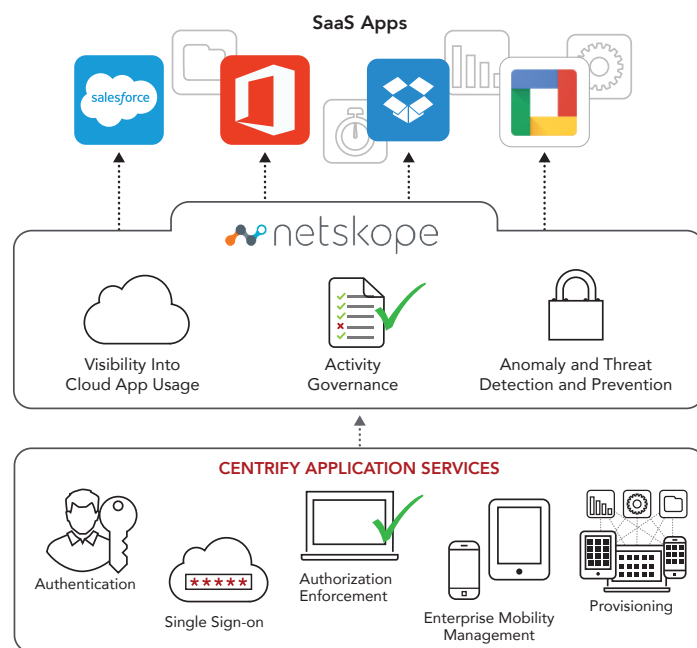 SaaS Apps
salesforce
netskope
Visibility Into
Cloud App Usage
Activity
Governance
Anomaly and Threat
Detection and Prevention
CENTRIFY APPLICATION SERVICES
Authentication
*****
Single Sign-on
Authorization
Enforcement
Enterprise Mobility
Management
Provisioning